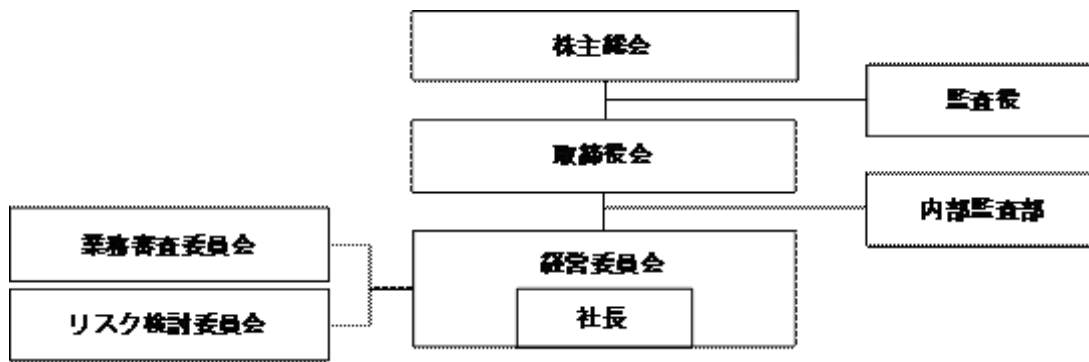 株主総会
監査役
取締役会
内部監査部
業務審査委員会
経営委員会
リスク検討委員会
社長